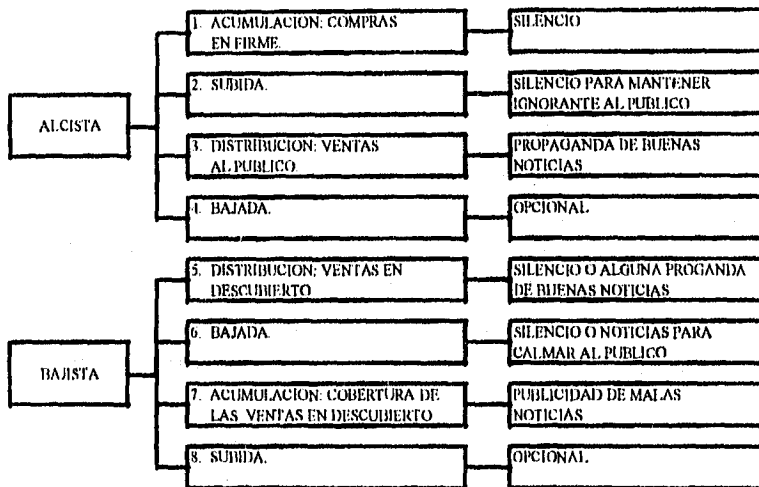 ALCISTA
1. ACUMULACION: COMPRAS
EN FIRME.
SILENCIO
2. SUBIDA.
SILENCIO PARA MANTENER
IGNORANTE AL PUBLICO
3. DISTRIBUCION: VENTAS
AL PUBLICO.
PROPAGANDA DE BUENAS
NOTICIAS
4. BAJADA.
OPCIONAL
BAJISTA
5. DISTRIBUCION; VENTAS EN
DESCUBIERTO
SILENCIO O ALGUNA PROGANDA
DE BUENAS NOTICIAS
6. BAJADA.
SILENCIO O NOTICIAS PARA
CALMAR AL PUBLICO
7. ACUMULACION: COBERTURA DE
LAS VENTAS EN DESCUBIERTO
PUBLICIDAD DE MALAS
NOTICIAS
8. SUBIDA.
OPCIONAL